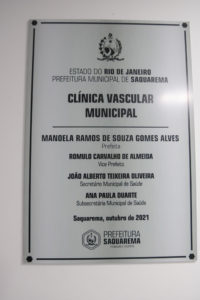 ESTADO DO RIO DE JANEIRO
PREFEITURA MUNICIPAL DE SAQUAREMA
CLÍNICA VASCULAR
MUNICIPAL
MANOELA RAMOS DE SOUZA GOMES ALVES
Prefeita
ROMULO CARVALHO DE ALMEIDA
Vice-Prefeito
JOÃO ALBERTO TEIXEIRA OLIVEIRA
Secretário Municipal de Saúde
ANA PAULA DUARTE
Subsecretária Municipal de Saúde
Saquarema, outubro de 2021
PREFEITURA
SAQUAREMA